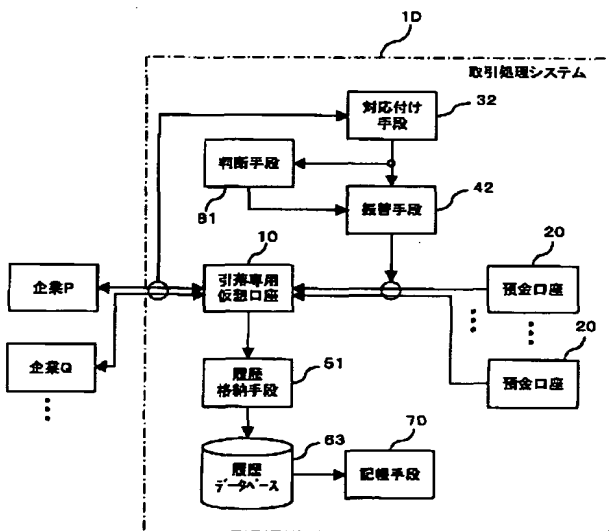 1D
取引処理システム
対応付け
手段
32
判断手段
61
振替手段
42
10
引落専用
仮想口座
20
預金口座
企業P
企業Q
20
預金口座
履歴
格納手段
51
履歴
データベース
63
70
記帳手段